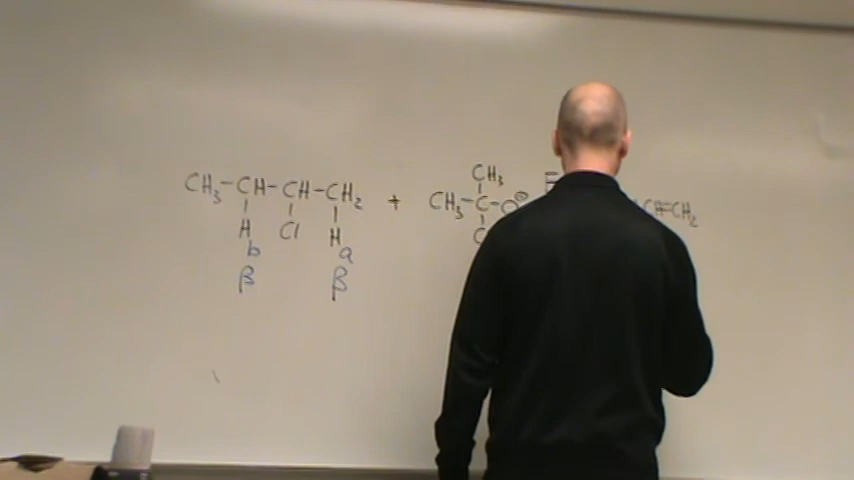 CH₃
CH₃-CH-CH-CH₂ + CH₃-C-O⊖ CH=CH₂
H Cl H
b a
β β